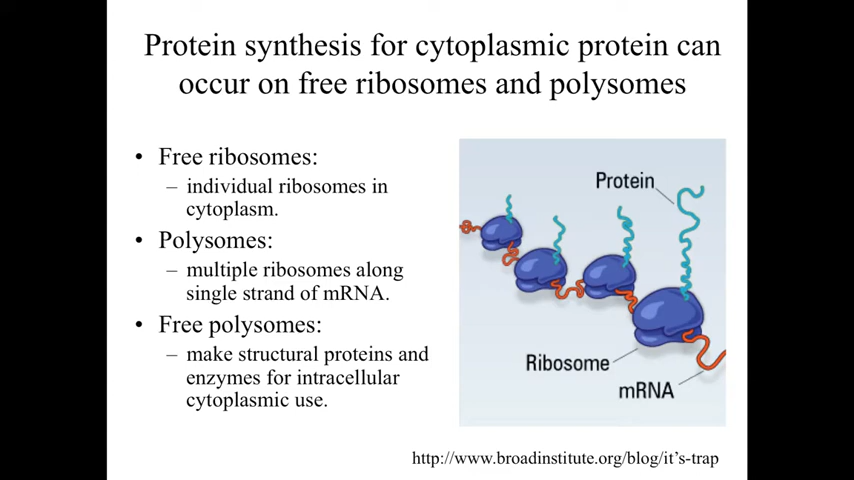 Protein synthesis for cytoplasmic protein can
occur on free ribosomes and polysomes
• Free ribosomes:
– individual ribosomes in
cytoplasm.
• Polysomes:
– multiple ribosomes along
single strand of mRNA.
• Free polysomes:
– make structural proteins and
enzymes for intracellular
cytoplasmic use.
Protein
Ribosome
mRNA
http://www.broadinstitute.org/blog/it’s-trap